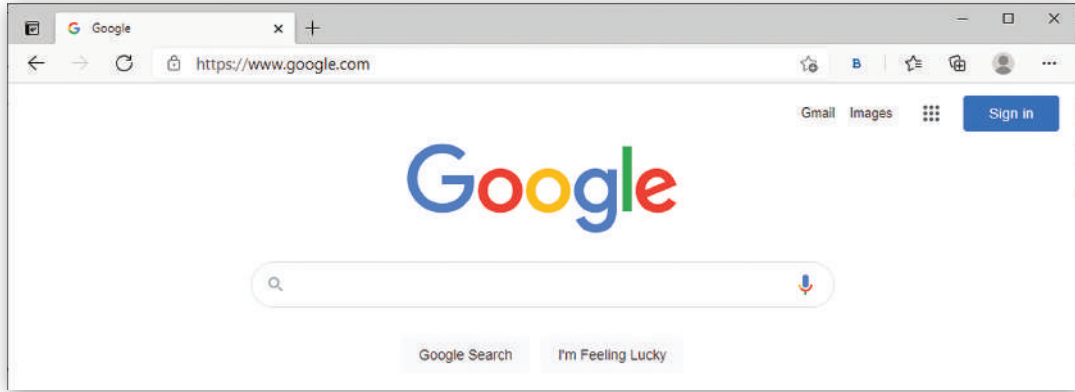 Google
https://www.google.com
B
Gmail Images Sign in
Google
Google Search I'm Feeling Lucky